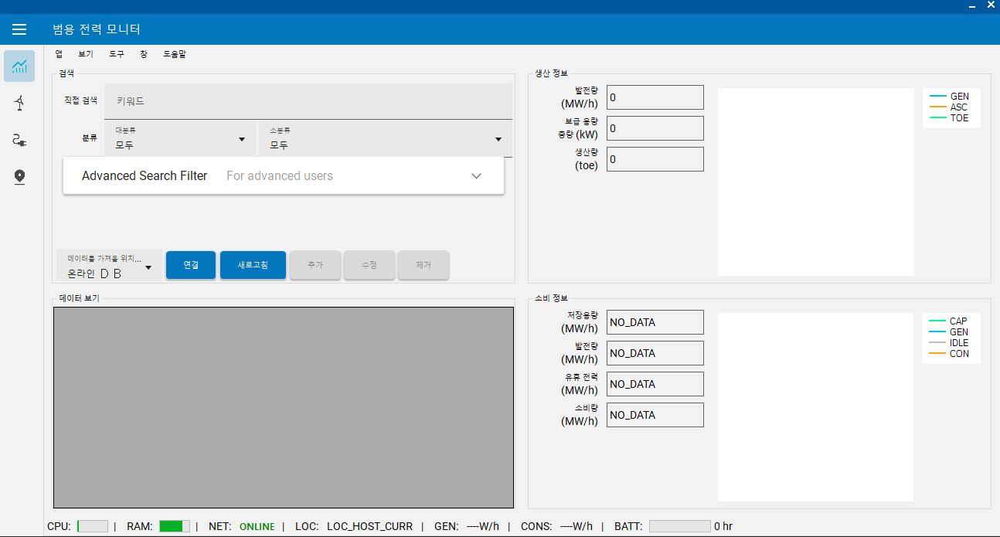 범용 전력 모니터
앱 보기 도구 창 도움말
검색
직접 검색 키워드
분류 대분류 모두 소분류 모두
Advanced Search Filter For advanced users
데이터를 가져올 위치...
온라인 D B
연결 새로고침 추가 수정 제거
데이터 보기
생산 정보
발전량
(MW/h) 0
보급 용량
총량 (kW) 0
생산량
(toe) 0
GEN
ASC
TOE
소비 정보
저장용량
(MW/h) NO_DATA
발전량
(MW/h) NO_DATA
유휴 전력
(MW/h) NO_DATA
소비량
(MW/h) NO_DATA
CAP
GEN
IDLE
CON
CPU: | RAM: | NET: ONLINE | LOC: LOC_HOST_CURR | GEN: ----W/h | CONS: ----W/h | BATT: 0 hr